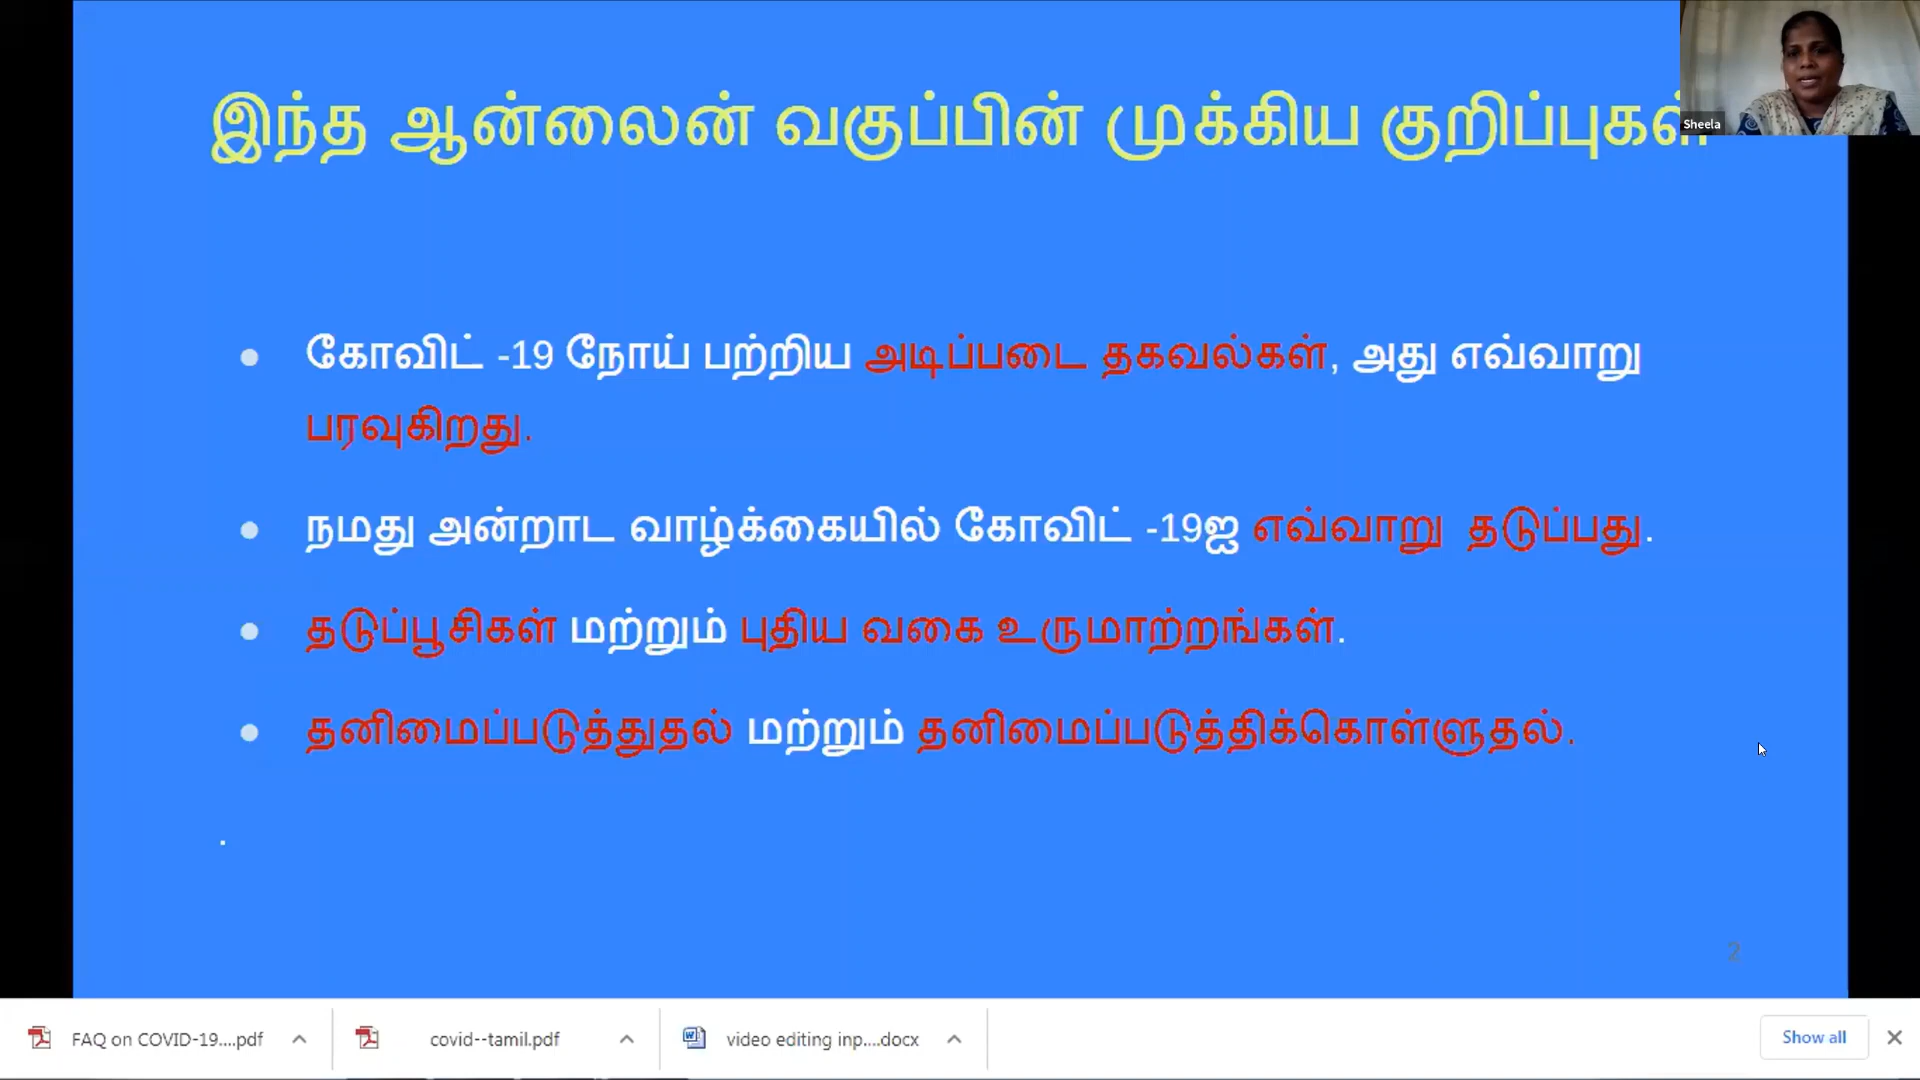 இந்த ஆன்லைன் வகுப்பின் முக்கிய குறிப்புகள்
Sheela
கோவிட் -19 நோய் பற்றிய அடிப்படை தகவல்கள், அது எவ்வாறு
பரவுகிறது.
நமது அன்றாட வாழ்க்கையில் கோவிட் -19ஐ எவ்வாறு தடுப்பது.
தடுப்பூசிகள் மற்றும் புதிய வகை உருமாற்றங்கள்.
தனிமைப்படுத்துதல் மற்றும் தனிமைப்படுத்திக்கொள்ளுதல்.
.
2
FAQ on COVID-19....pdf
covid--tamil.pdf
video editing inp....docx
Show all